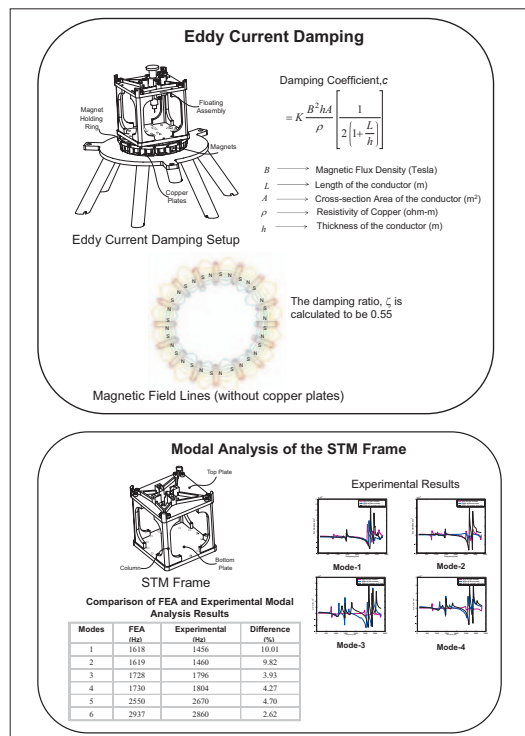 Eddy Current Damping
Floating
Assembly
Magnet
Holding
Ring
Magnets
Copper
Plates
Eddy Current Damping Setup
Damping Coefficient,c
= K B²hA / ρ [ 1 / 2 ( 1 + L / h ) ]
B Magnetic Flux Density (Tesla)
L Length of the conductor (m)
A Cross-section Area of the conductor (m²)
ρ Resistivity of Copper (ohm-m)
h Thickness of the conductor (m)
The damping ratio, ζ is
calculated to be 0.55
Magnetic Field Lines (without copper plates)
Modal Analysis of the STM Frame
Top Plate
Column
Bottom
Plate
STM Frame
Experimental Results
Mode-1
Mode-2
Mode-3
Mode-4
Comparison of FEA and Experimental Modal
Analysis Results
Modes FEA (Hz) Experimental (Hz) Difference (%)
1 1618 1456 10.01
2 1619 1460 9.82
3 1728 1796 3.93
4 1730 1804 4.27
5 2550 2670 4.70
6 2937 2860 2.62